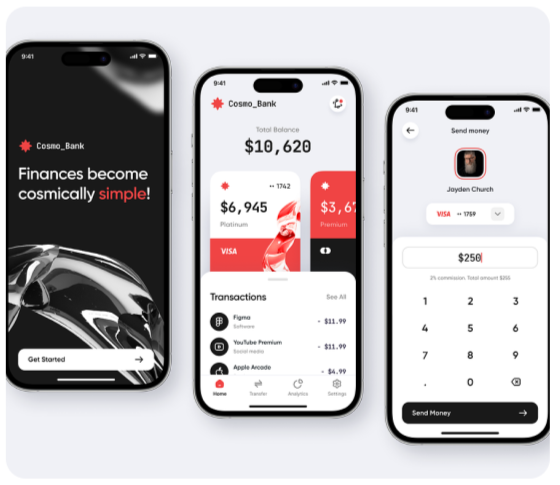 9:41
Cosmo_Bank
Finances become
cosmically simple!
Get Started
9:41
Cosmo_Bank
Total Balance
$10,620
•• 1742
$6,945
$3,67
Platinum
Premium
VISA
Transactions
See All
Figma
Software
- $11.99
YouTube Premium
Social media
- $11.99
Apple Arcade
- $4.99
Home
Transfer
Analytics
Settings
9:41
Send money
Jayden Church
VISA •• 1759
$250
2% commission. Total amount $255
1 2 3
4 5 6
7 8 9
. 0
Send Money